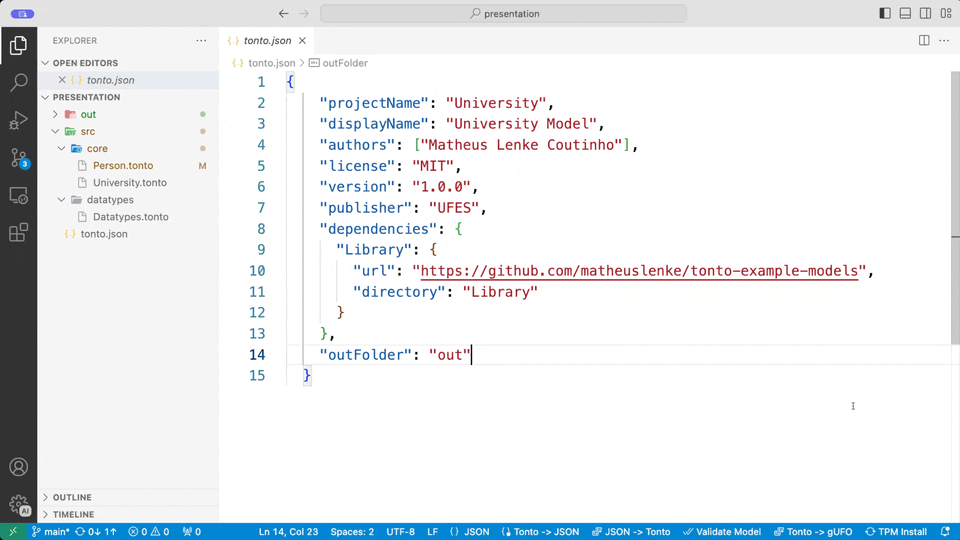 presentation
EXPLORER
OPEN EDITORS
tonto.json
PRESENTATION
out
src
core
Person.tonto M
University.tonto
datatypes
Datatypes.tonto
tonto.json
OUTLINE
TIMELINE
3
AI
tonto.json
tonto.json > outFolder
1 {
2 "projectName": "University",
3 "displayName": "University Model",
4 "authors": ["Matheus Lenke Coutinho"],
5 "license": "MIT",
6 "version": "1.0.0",
7 "publisher": "UFES",
8 "dependencies": {
9 "Library": {
10 "url": "https://github.com/matheuslenke/tonto-example-models",
11 "directory": "Library"
12 }
13 },
14 "outFolder": "out"
15 }
main* 0↓ 1↑ 0 0 0 Ln 14, Col 23 Spaces: 2 UTF-8 LF {} JSON Tonto -> JSON JSON -> Tonto Validate Model Tonto -> gUFO TPM Install